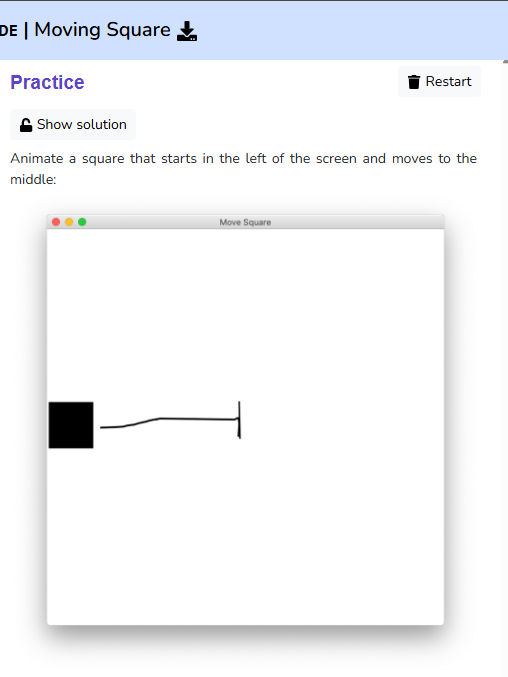 DE | Moving Square
Practice
Restart
Show solution
Animate a square that starts in the left of the screen and moves to the
middle:
Move Square